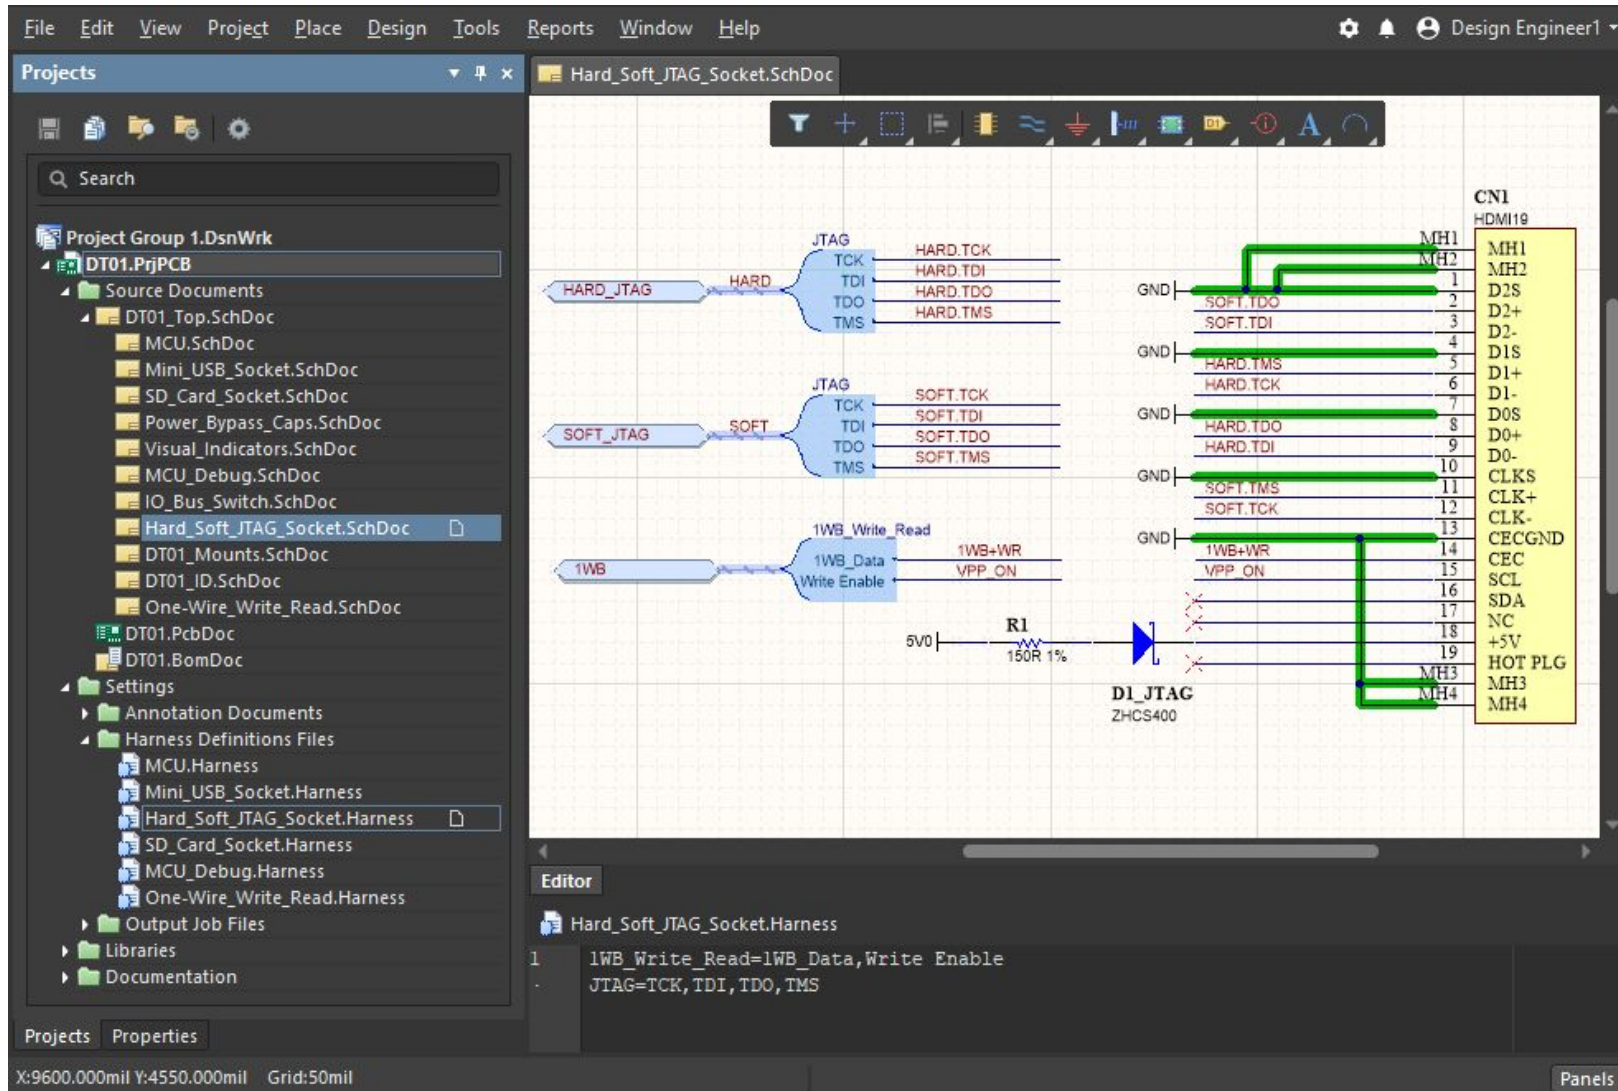 File Edit View Project Place Design Tools Reports Window Help Design Engineer1
Projects
Search
Project Group 1.DsnWrk
DT01.PrjPCB
Source Documents
DT01_Top.SchDoc
MCU.SchDoc
Mini_USB_Socket.SchDoc
SD_Card_Socket.SchDoc
Power_Bypass_Caps.SchDoc
Visual_Indicators.SchDoc
MCU_Debug.SchDoc
IO_Bus_Switch.SchDoc
Hard_Soft_JTAG_Socket.SchDoc
DT01_Mounts.SchDoc
DT01_ID.SchDoc
One-Wire_Write_Read.SchDoc
DT01.PcbDoc
DT01.BomDoc
Settings
Annotation Documents
Harness Definitions Files
MCU.Harness
Mini_USB_Socket.Harness
Hard_Soft_JTAG_Socket.Harness
SD_Card_Socket.Harness
MCU_Debug.Harness
One-Wire_Write_Read.Harness
Output Job Files
Libraries
Documentation
Projects Properties
Hard_Soft_JTAG_Socket.SchDoc
D1
A
JTAG
HARD_JTAG
HARD
TCK
TDI
TDO
TMS
HARD.TCK
HARD.TDI
HARD.TDO
HARD.TMS
JTAG
SOFT_JTAG
SOFT
TCK
TDI
TDO
TMS
SOFT.TCK
SOFT.TDI
SOFT.TDO
SOFT.TMS
1WB_Write_Read
1WB
1WB_Data
Write Enable
1WB+WR
VPP_ON
5V0
R1
150R 1%
D1_JTAG
ZHCS400
CN1
HDMI19
MH1 MH1
MH2 MH2
GND 1 D2S
SOFT.TDO 2 D2+
SOFT.TDI 3 D2-
GND 4 D1S
HARD.TMS 5 D1+
HARD.TCK 6 D1-
GND 7 D0S
HARD.TDO 8 D0+
HARD.TDI 9 D0-
GND 10 CLKS
SOFT.TMS 11 CLK+
SOFT.TCK 12 CLK-
GND 13 CECGND
1WB+WR 14 CEC
VPP_ON 15 SCL
16 SDA
17 NC
18 +5V
19 HOT PLG
MH3 MH3
MH4 MH4
Editor
Hard_Soft_JTAG_Socket.Harness
1 1WB_Write_Read=1WB_Data,Write Enable
- JTAG=TCK,TDI,TDO,TMS
X:9600.000mil Y:4550.000mil Grid:50mil
Panels